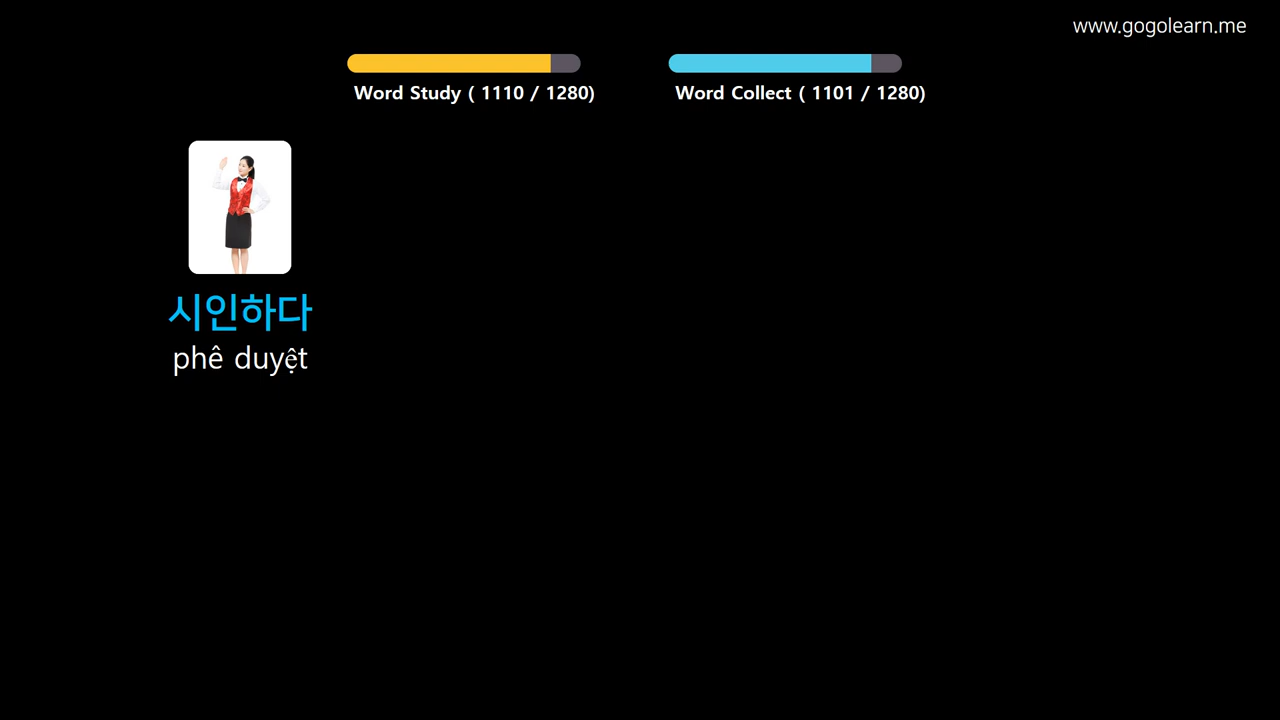 www.gogolearn.me
Word Study ( 1110 / 1280)
Word Collect ( 1101 / 1280)
시인하다
phê duyệt